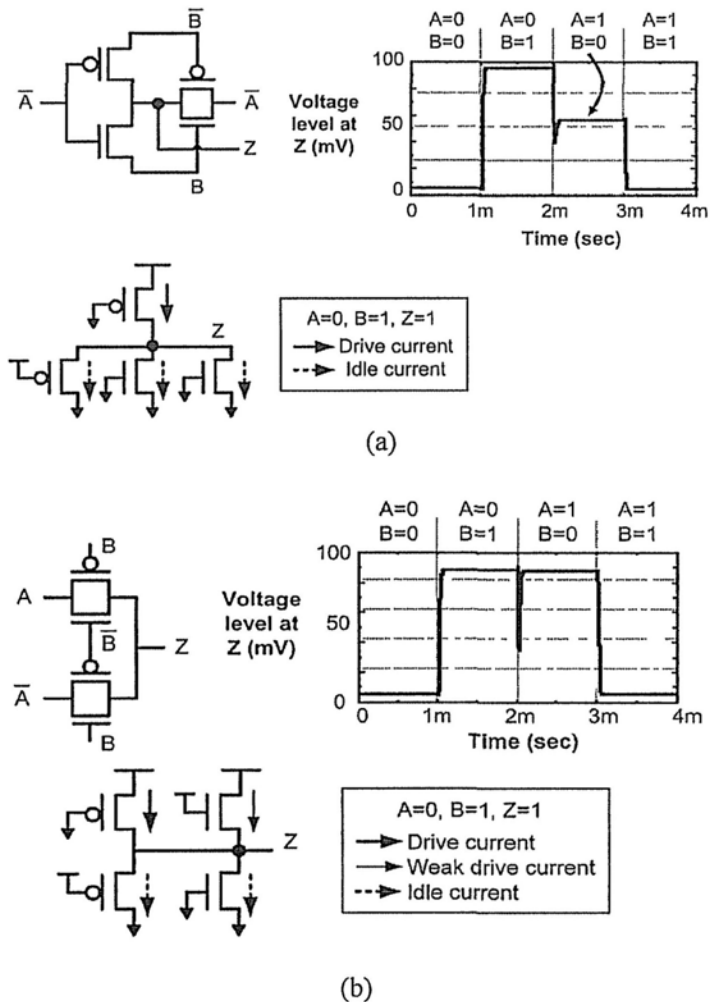 B̅
A=0 A=0 A=1 A=1
B=0 B=1 B=0 B=1
A̅
A̅
Z
B
Voltage
level at
Z (mV)
100
50
0
0 1m 2m 3m 4m
Time (sec)
Z
A=0, B=1, Z=1
Drive current
Idle current
(a)
A=0 A=0 A=1 A=1
B=0 B=1 B=0 B=1
B
A
B̅
Z
A̅
B
Voltage
level at
Z (mV)
100
50
0
0 1m 2m 3m 4m
Time (sec)
Z
A=0, B=1, Z=1
Drive current
Weak drive current
Idle current
(b)